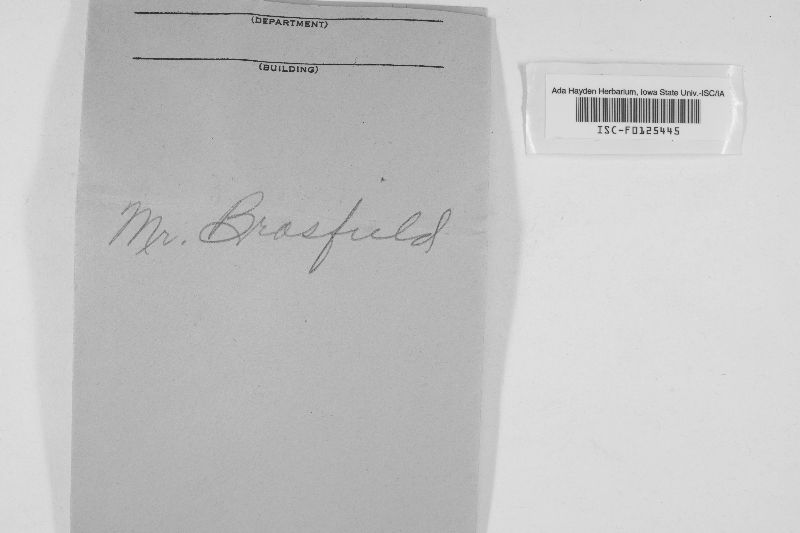 (DEPARTMENT)
(BUILDING)
Mr. Brasfield
Ada Hayden Herbarium, Iowa State Univ.-ISC/IA
ISC-F0125445